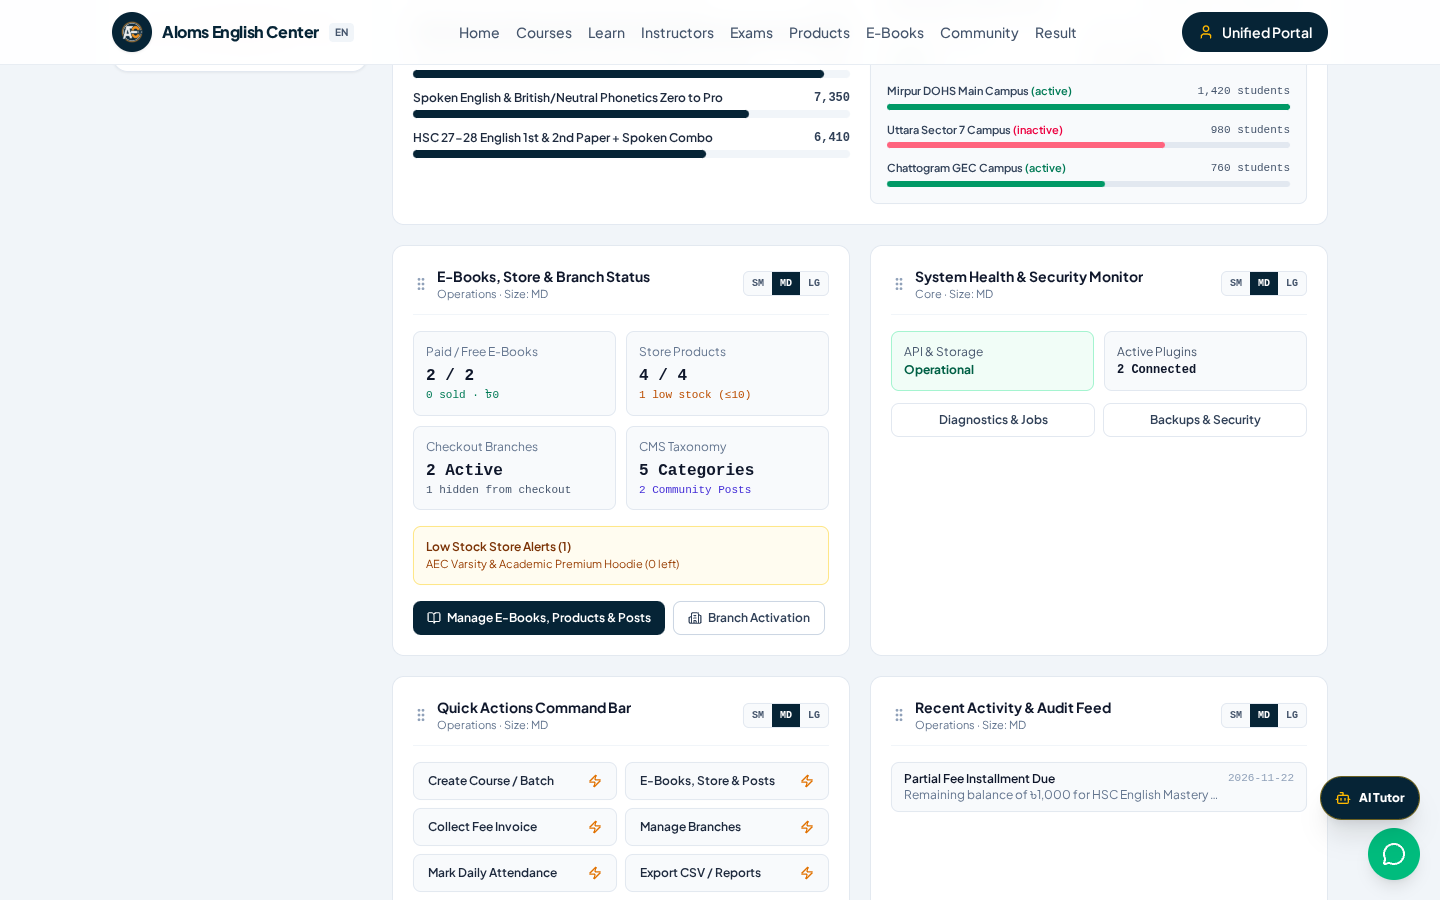 Aloms English Center
EN
Home
Courses
Learn
Instructors
Exams
Products
E-Books
Community
Result
Unified Portal
Spoken English & British/Neutral Phonetics Zero to Pro
7,350
HSC 27-28 English 1st & 2nd Paper + Spoken Combo
6,410
Mirpur DOHS Main Campus (active)
1,420 students
Uttara Sector 7 Campus (inactive)
980 students
Chattogram GEC Campus (active)
760 students
E-Books, Store & Branch Status
Operations · Size: MD
SM
MD
LG
Paid / Free E-Books
2 / 2
0 sold · ৳0
Store Products
4 / 4
1 low stock (≤10)
Checkout Branches
2 Active
1 hidden from checkout
CMS Taxonomy
5 Categories
2 Community Posts
Low Stock Store Alerts (1)
AEC Varsity & Academic Premium Hoodie (0 left)
Manage E-Books, Products & Posts
Branch Activation
System Health & Security Monitor
Core · Size: MD
SM
MD
LG
API & Storage
Operational
Active Plugins
2 Connected
Diagnostics & Jobs
Backups & Security
Quick Actions Command Bar
Operations · Size: MD
SM
MD
LG
Create Course / Batch
E-Books, Store & Posts
Collect Fee Invoice
Manage Branches
Mark Daily Attendance
Export CSV / Reports
Recent Activity & Audit Feed
Operations · Size: MD
SM
MD
LG
Partial Fee Installment Due
2026-11-22
Remaining balance of ৳1,000 for HSC English Mastery ...
AI Tutor